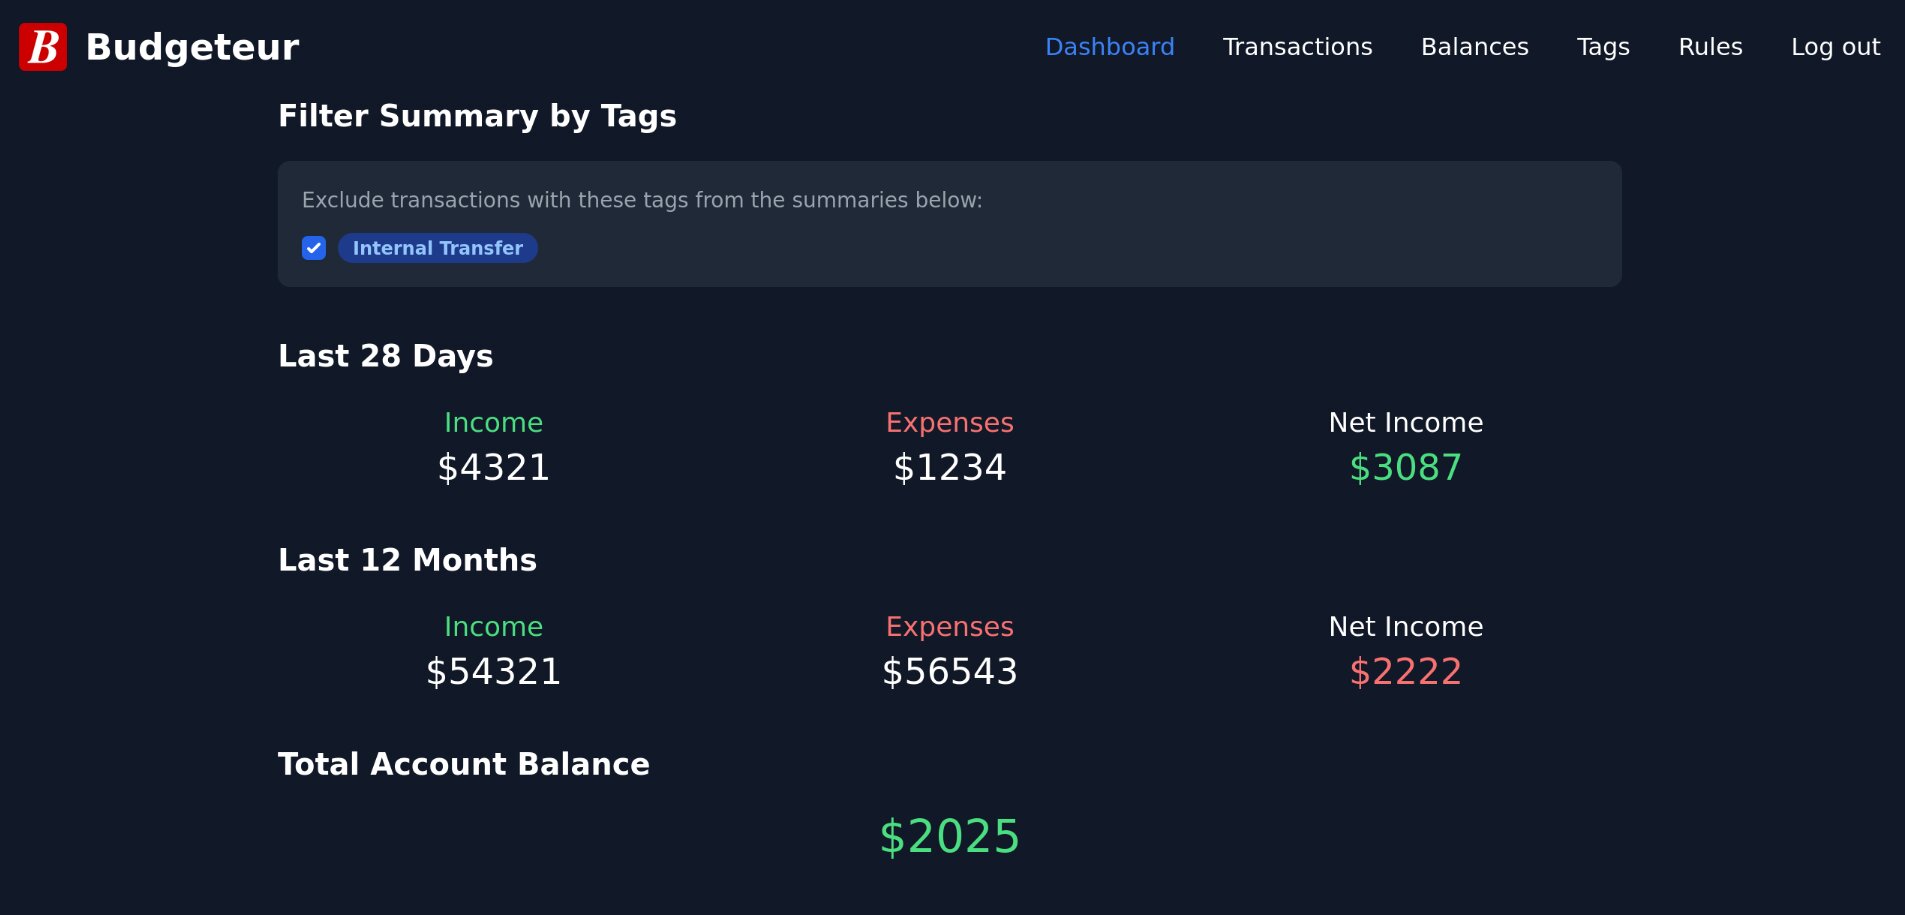 B Budgeteur Dashboard Transactions Balances Tags Rules Log out
Filter Summary by Tags
Exclude transactions with these tags from the summaries below:
Internal Transfer
Last 28 Days
Income Expenses Net Income
$4321 $1234 $3087
Last 12 Months
Income Expenses Net Income
$54321 $56543 $2222
Total Account Balance
$2025